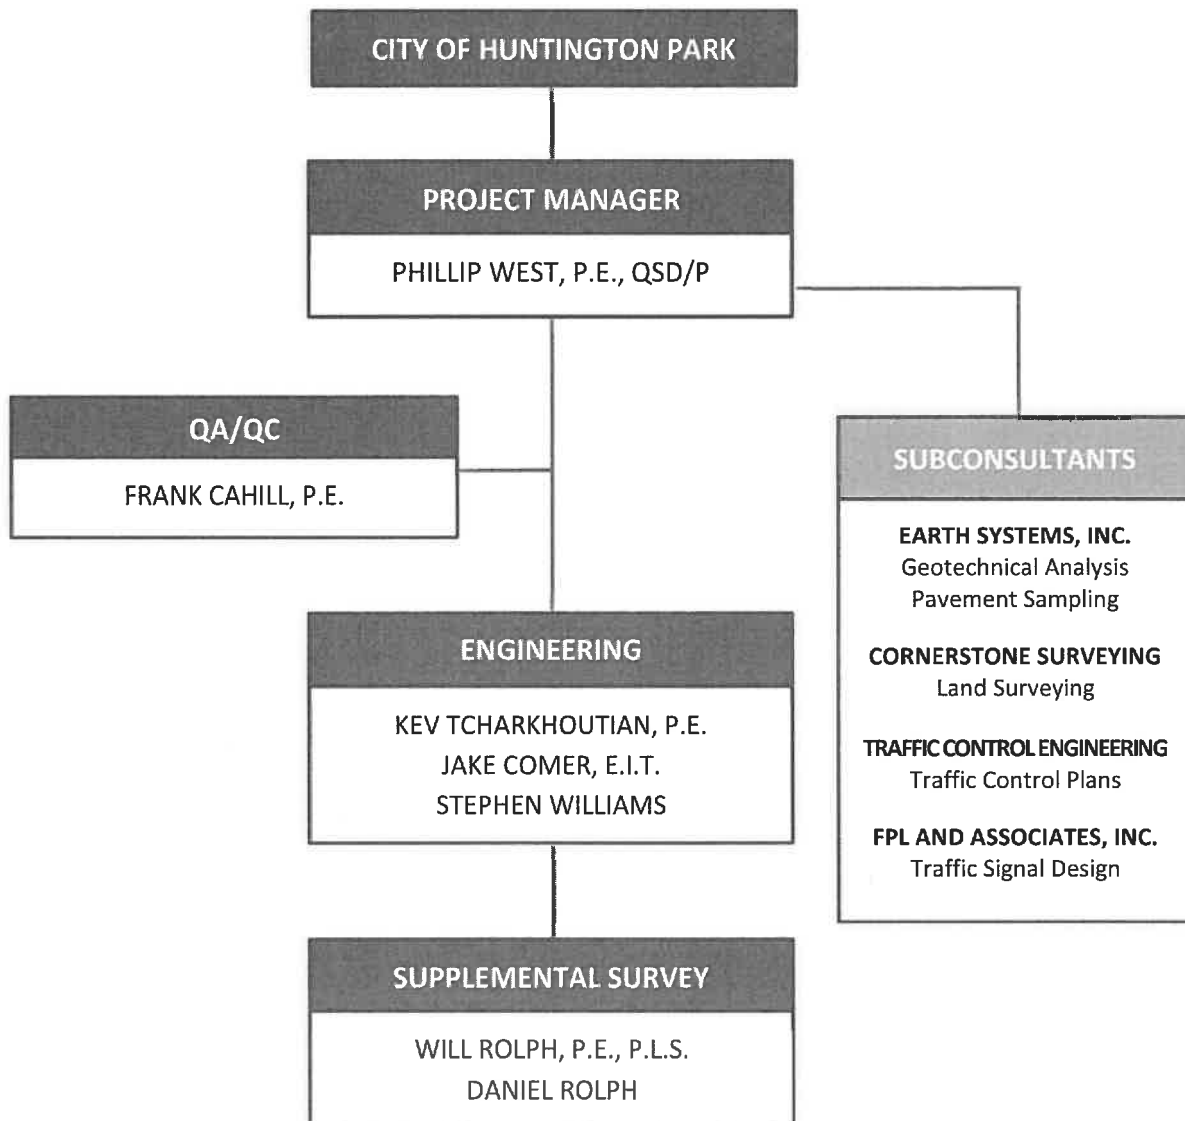 CITY OF HUNTINGTON PARK
PROJECT MANAGER
PHILLIP WEST, P.E., QSD/P
QA/QC
FRANK CAHILL, P.E.
SUBCONSULTANTS
EARTH SYSTEMS, INC.
Geotechnical Analysis
Pavement Sampling
CORNERSTONE SURVEYING
Land Surveying
TRAFFIC CONTROL ENGINEERING
Traffic Control Plans
FPL AND ASSOCIATES, INC.
Traffic Signal Design
ENGINEERING
KEV TCHARKHOUTIAN, P.E.
JAKE COMER, E.I.T.
STEPHEN WILLIAMS
SUPPLEMENTAL SURVEY
WILL ROLPH, P.E., P.L.S.
DANIEL ROLPH